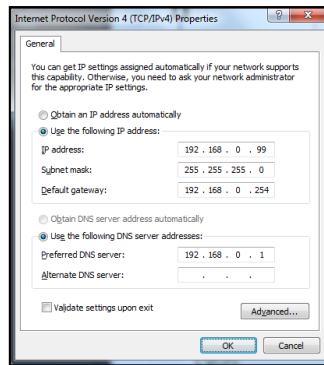 Internet Protocol Version 4 (TCP/IPv4) Properties
General
You can get IP settings assigned automatically if your network supports
this capability. Otherwise, you need to ask your network administrator
for the appropriate IP settings.
Obtain an IP address automatically
Use the following IP address:
IP address: 192 . 168 . 0 . 99
Subnet mask: 255 . 255 . 255 . 0
Default gateway: 192 . 168 . 0 . 254
Obtain DNS server address automatically
Use the following DNS server addresses:
Preferred DNS server: 192 . 168 . 0 . 1
Alternate DNS server: . . .
Validate settings upon exit
Advanced...
OK Cancel